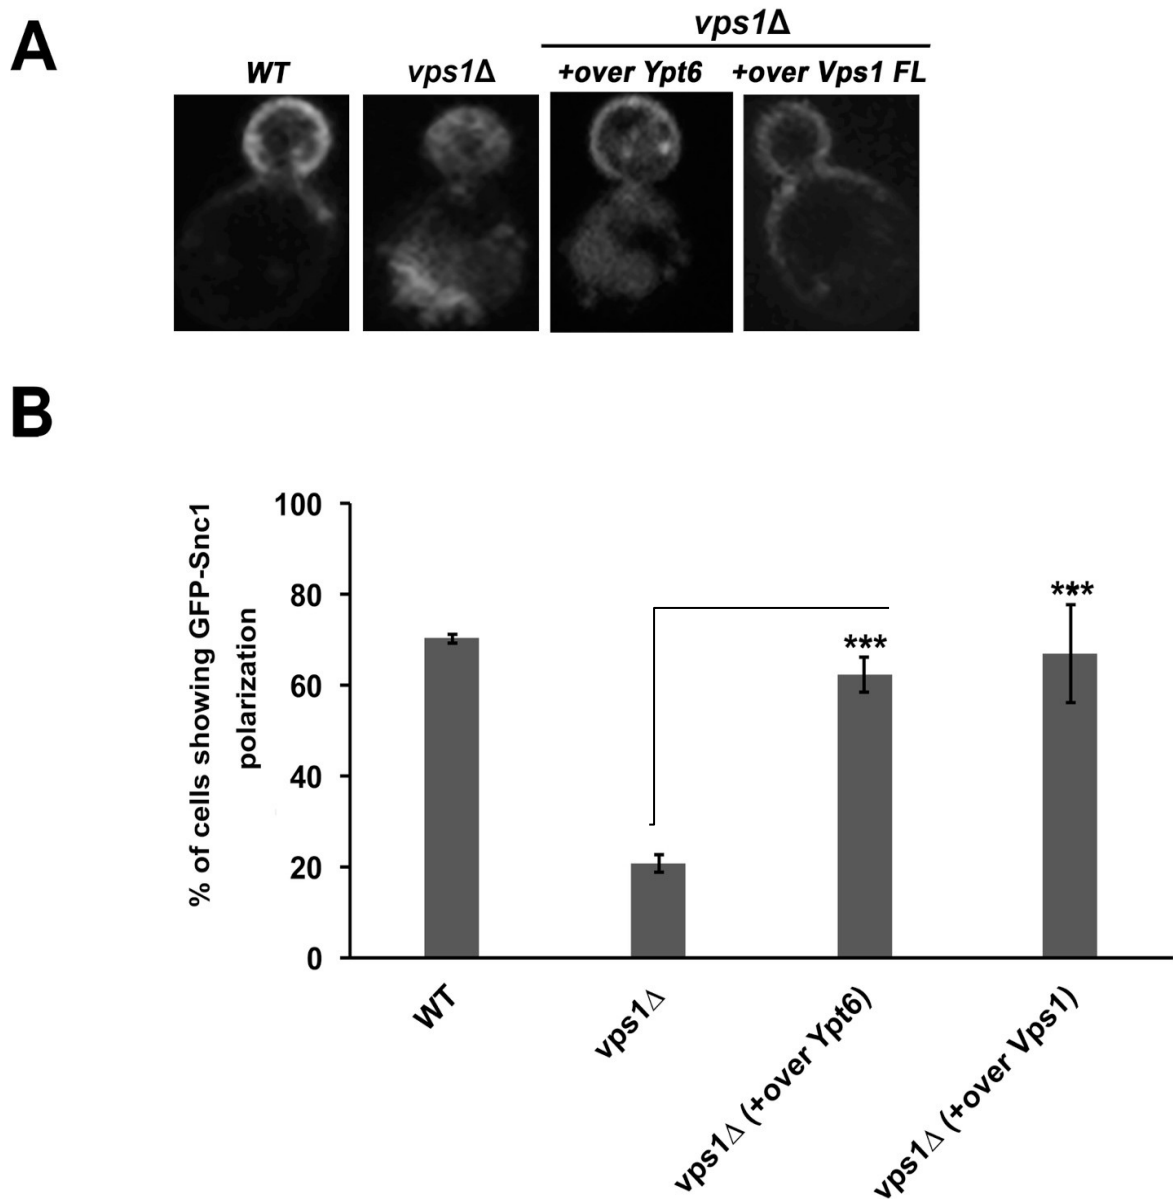 A
vps1Δ
WT
vps1Δ
+over Ypt6
+over Vps1 FL
B
% of cells showing GFP-Snc1
polarization
100
80
60
40
20
0
***
***
WT
vps1Δ
vps1Δ (+over Ypt6)
vps1Δ (+over Vps1)